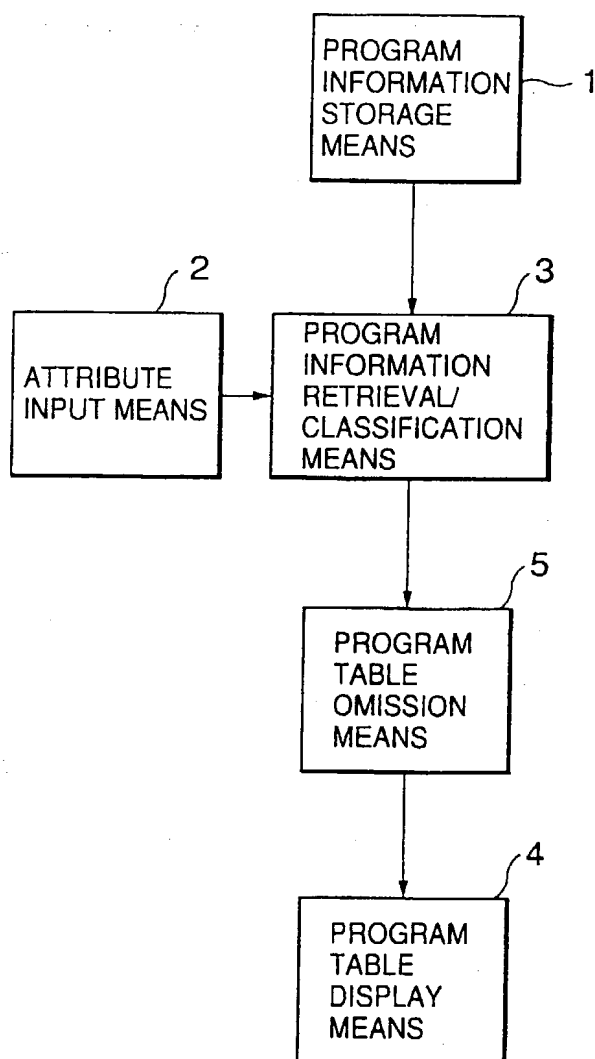 PROGRAM
INFORMATION
STORAGE
MEANS
1
2
ATTRIBUTE
INPUT MEANS
3
PROGRAM
INFORMATION
RETRIEVAL/
CLASSIFICATION
MEANS
5
PROGRAM
TABLE
OMISSION
MEANS
4
PROGRAM
TABLE
DISPLAY
MEANS